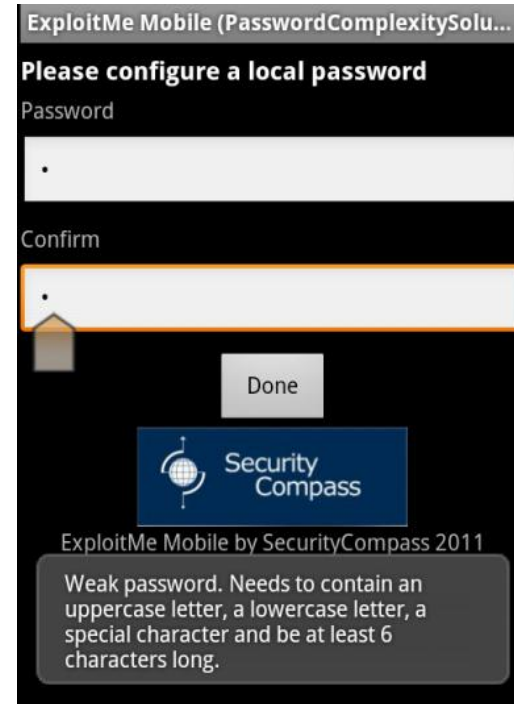 ExploitMe Mobile (PasswordComplexitySolu...
Please configure a local password
Password
•
Confirm
•
Done
Security
Compass
ExploitMe Mobile by SecurityCompass 2011
Weak password. Needs to contain an
uppercase letter, a lowercase letter, a
special character and be at least 6
characters long.